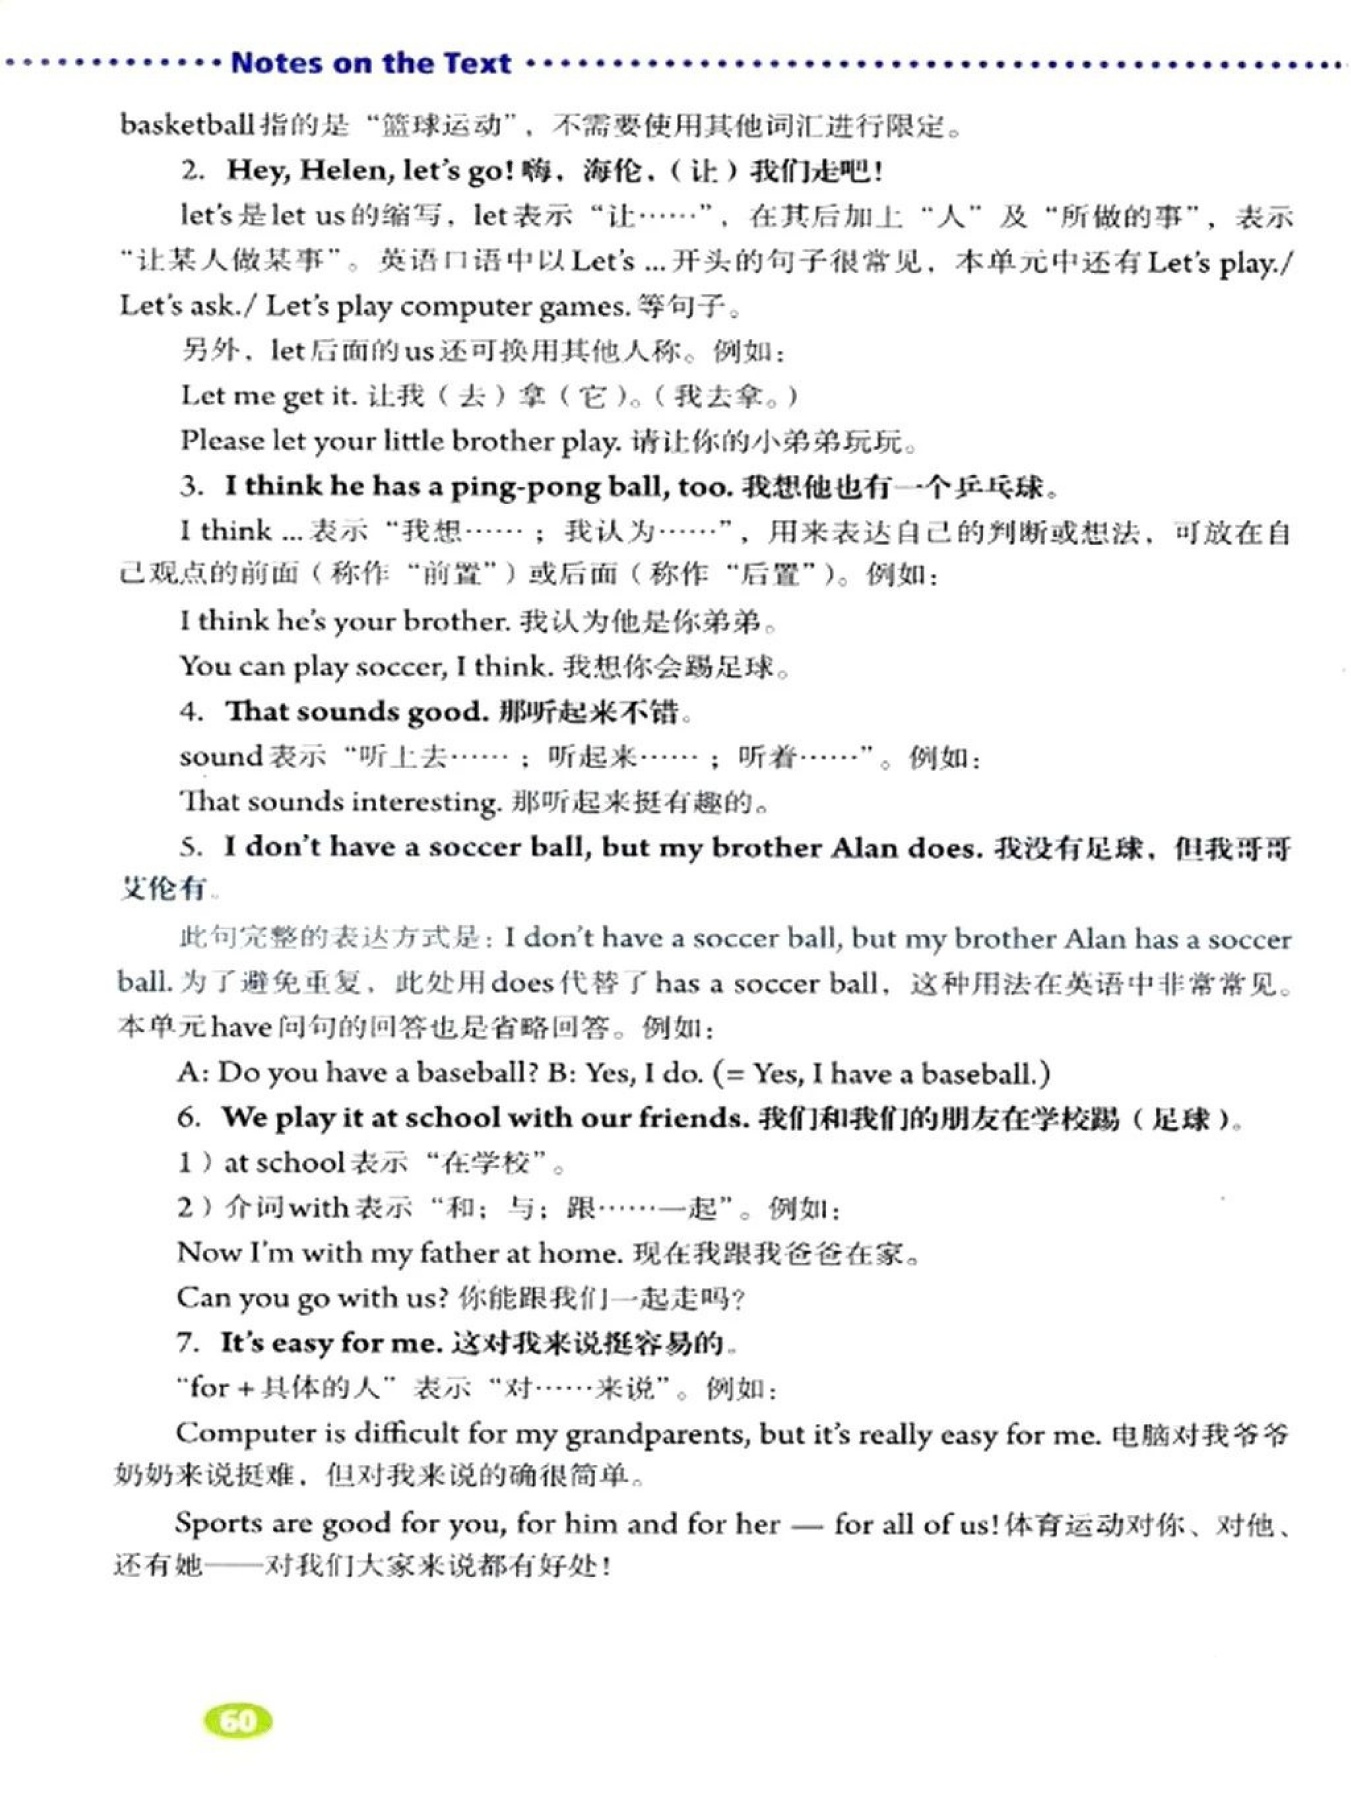 Notes on the Text
basketball指的是“篮球运动”，不需要使用其他词汇进行限定。
2. Hey, Helen, let's go! 嗨，海伦，（让）我们走吧！
let's是let us的缩写，let表示“让……”，在其后加上“人”及“所做的事”，表示
“让某人做某事”。英语口语中以Let's ...开头的句子很常见，本单元中还有Let's play./
Let's ask./ Let's play computer games.等句子。
另外，let后面的us还可换用其他人称。例如：
Let me get it. 让我（去）拿（它）。（我去拿。）
Please let your little brother play. 请让你的小弟弟玩玩。
3. I think he has a ping-pong ball, too. 我想他也有一个乒乓球。
I think ...表示“我想……；我认为……”，用来表达自己的判断或想法，可放在自
己观点的前面（称作“前置”）或后面（称作“后置”）。例如：
I think he's your brother. 我认为他是你弟弟。
You can play soccer, I think. 我想你会踢足球。
4. That sounds good. 那听起来不错。
sound表示“听上去……；听起来……；听着……”。例如：
That sounds interesting. 那听起来挺有趣的。
5. I don't have a soccer ball, but my brother Alan does. 我没有足球，但我哥哥
艾伦有。
此句完整的表达方式是：I don't have a soccer ball, but my brother Alan has a soccer
ball. 为了避免重复，此处用does代替了has a soccer ball，这种用法在英语中非常常见。
本单元have问句的回答也是省略回答。例如：
A: Do you have a baseball? B: Yes, I do. (= Yes, I have a baseball.)
6. We play it at school with our friends. 我们和我们的朋友在学校踢（足球）。
1）at school表示“在学校”。
2）介词with表示“和；与；跟……一起”。例如：
Now I'm with my father at home. 现在我跟我爸爸在家。
Can you go with us? 你能跟我们一起走吗？
7. It's easy for me. 这对我来说挺容易的。
“for＋具体的人”表示“对……来说”。例如：
Computer is difficult for my grandparents, but it's really easy for me. 电脑对我爷爷
奶奶来说挺难，但对我来说的确很简单。
Sports are good for you, for him and for her — for all of us! 体育运动对你、对他、
还有她——对我们大家来说都有好处！
60